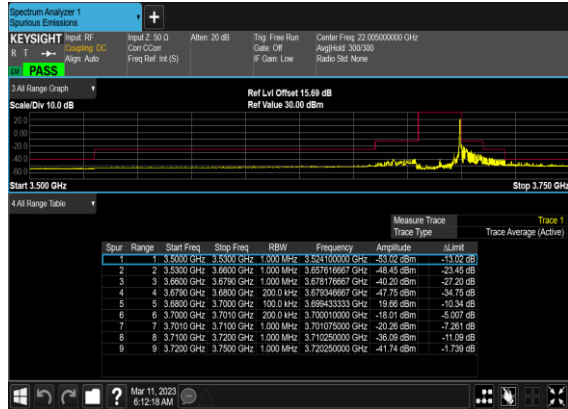 Spectrum Analyzer 1
Spurious Emissions
KEYSIGHT
R T
PASS
Input: RF
Coupling: DC
Align: Auto
Input Z: 50 Ω
Corr CCorr
Freq Ref: Int (S)
Atten: 20 dB
Trig: Free Run
Gate: Off
IF Gain: Low
Center Freq: 22.005000000 GHz
Avg|Hold: 300/300
Radio Std: None
3 All Range Graph
Scale/Div 10.0 dB
Ref Lvl Offset 15.69 dB
Ref Value 30.00 dBm
20.0
0.00
-20.0
-40.0
-60.0
Start 3.500 GHz
Stop 3.750 GHz
4 All Range Table
Measure Trace Trace 1
Trace Type Trace Average (Active)
Spur Range Start Freq Stop Freq RBW Frequency Amplitude ΔLimit
1 1 3.5000 GHz 3.5300 GHz 1.000 MHz 3.524100000 GHz -53.02 dBm -13.02 dB
2 2 3.5300 GHz 3.6600 GHz 1.000 MHz 3.657616667 GHz -48.45 dBm -23.45 dB
3 3 3.6600 GHz 3.6790 GHz 1.000 MHz 3.678176667 GHz -40.20 dBm -27.20 dB
4 4 3.6790 GHz 3.6800 GHz 200.0 kHz 3.679346667 GHz -47.75 dBm -34.75 dB
5 5 3.6800 GHz 3.7000 GHz 100.0 kHz 3.699433333 GHz 19.66 dBm -10.34 dB
6 6 3.7000 GHz 3.7010 GHz 200.0 kHz 3.700010000 GHz -18.01 dBm -5.007 dB
7 7 3.7010 GHz 3.7100 GHz 1.000 MHz 3.701075000 GHz -20.26 dBm -7.261 dB
8 8 3.7100 GHz 3.7200 GHz 1.000 MHz 3.710250000 GHz -36.09 dBm -11.09 dB
9 9 3.7200 GHz 3.7500 GHz 1.000 MHz 3.720250000 GHz -41.74 dBm -1.739 dB
Mar 11, 2023
6:12:18 AM